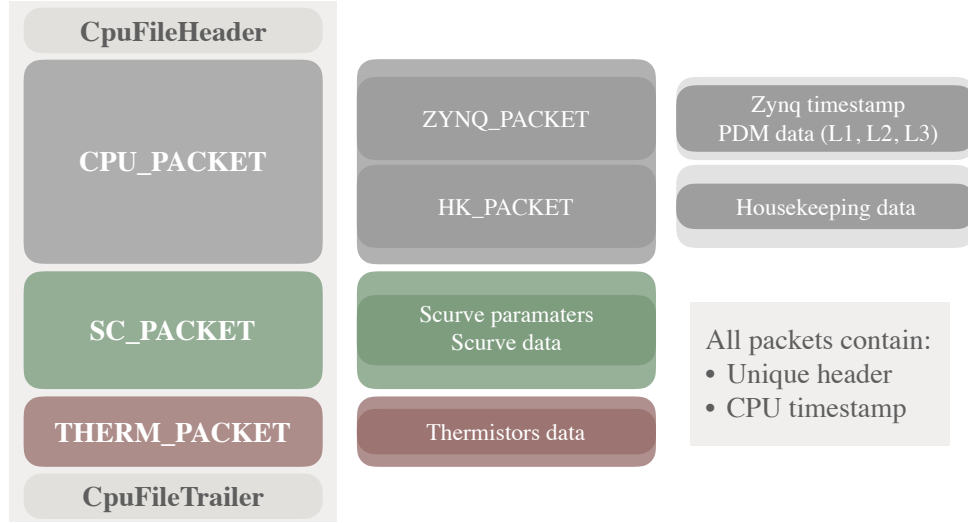 CpuFileHeader
CPU_PACKET
ZYNQ_PACKET
Zynq timestamp
PDM data (L1, L2, L3)
HK_PACKET
Housekeeping data
SC_PACKET
Scurve paramaters
Scurve data
All packets contain:
• Unique header
• CPU timestamp
THERM_PACKET
Thermistors data
CpuFileTrailer